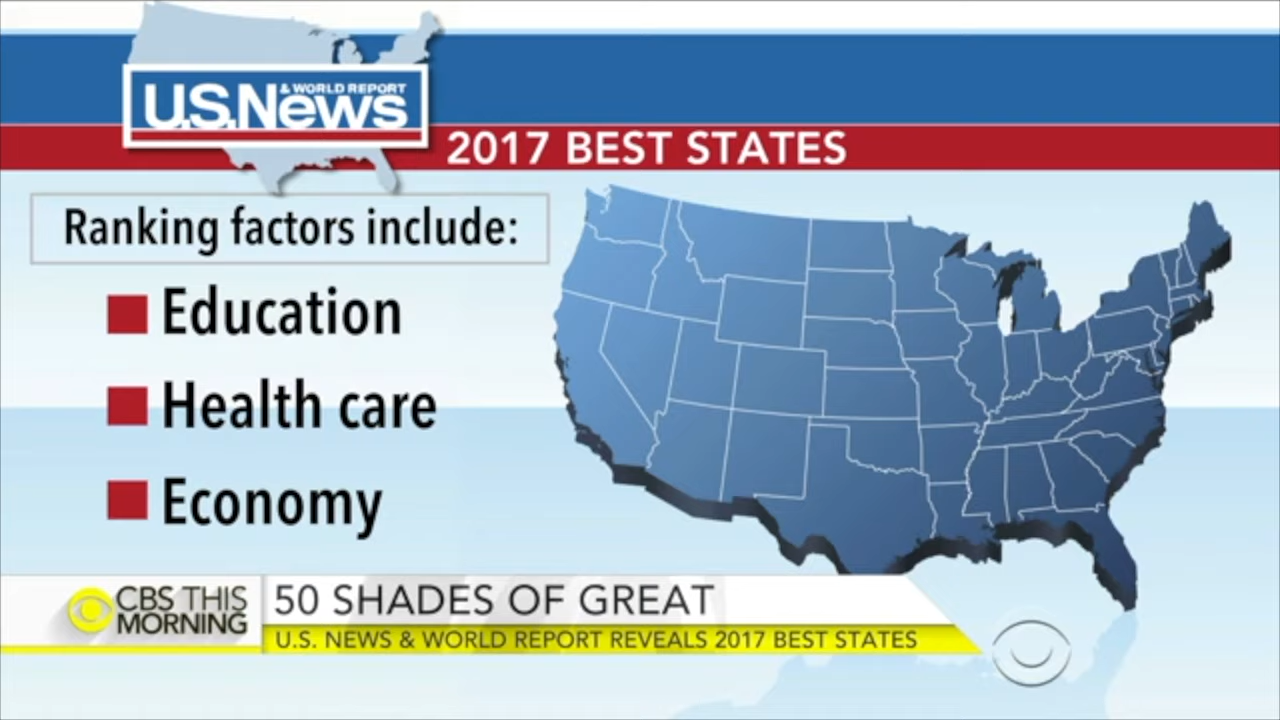 & WORLD REPORT
U.S.News
2017 BEST STATES
Ranking factors include:
Education
Health care
Economy
CBS THIS
MORNING
50 SHADES OF GREAT
U.S. NEWS & WORLD REPORT REVEALS 2017 BEST STATES